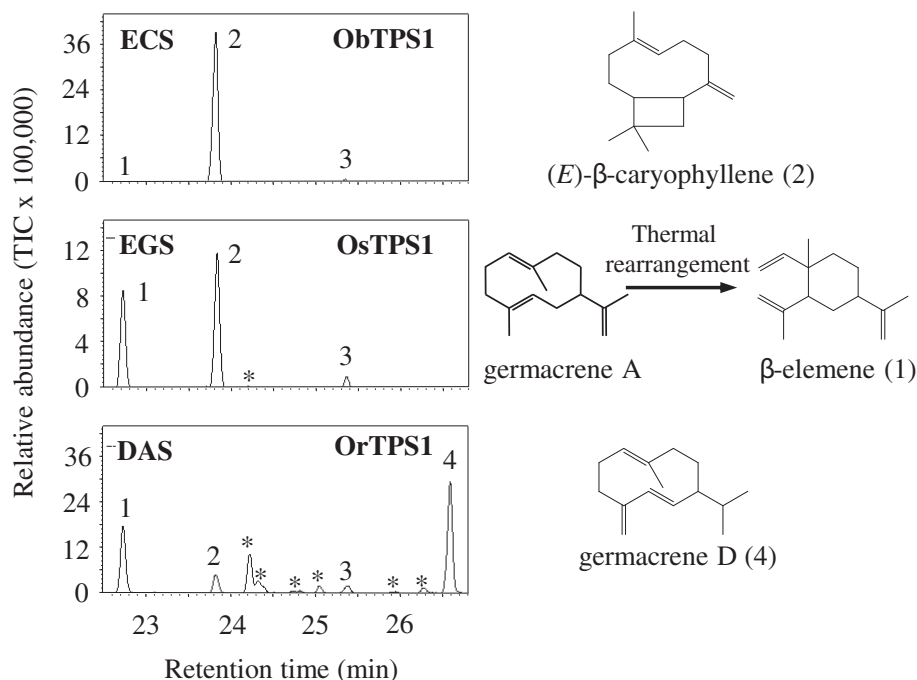 Relative abundance (TIC x 100,000)
ECS
ObTPS1
36
24
12
0
1
2
3
(E)-β-caryophyllene (2)
EGS
OsTPS1
12
8
4
0
1
2
*
3
germacrene A
Thermal
rearrangement
β-elemene (1)
DAS
OrTPS1
36
24
12
0
1
2
*
*
*
*
3
*
*
4
germacrene D (4)
23
24
25
26
Retention time (min)